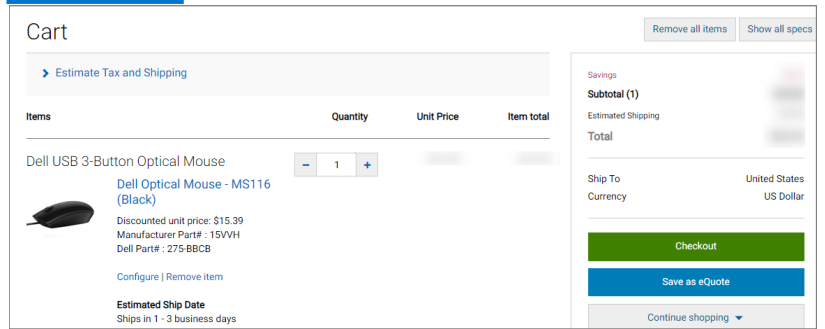 Cart
Remove all items
Show all specs
Estimate Tax and Shipping
Items
Quantity
Unit Price
Item total
Dell USB 3-Button Optical Mouse
− 1 +
Dell Optical Mouse - MS116
(Black)
Discounted unit price: $15.39
Manufacturer Part# : 15VVH
Dell Part# : 275-BBCB
Configure | Remove item
Estimated Ship Date
Ships in 1 - 3 business days
Savings
Subtotal (1)
Estimated Shipping
Total
Ship To United States
Currency US Dollar
Checkout
Save as eQuote
Continue shopping